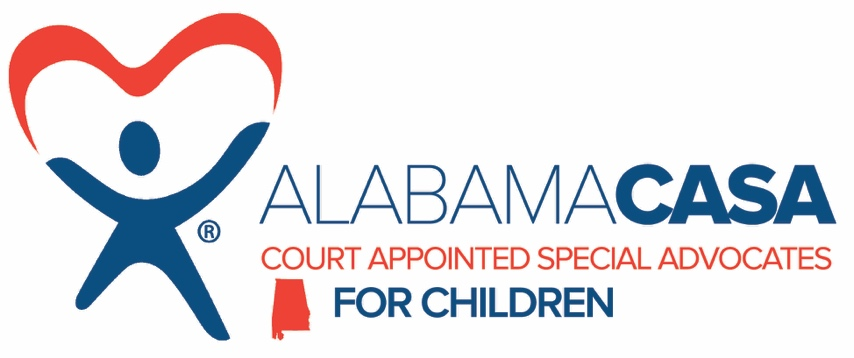 ®
ALABAMACASA
COURT APPOINTED SPECIAL ADVOCATES
FOR CHILDREN